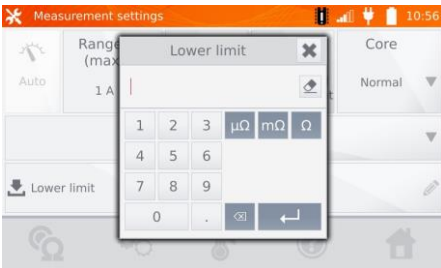 Measurement settings 10:56
Range
(max
Auto
1 A
Core
Normal
Lower limit
Lower limit
1 2 3 µΩ mΩ Ω
4 5 6
7 8 9
0 .